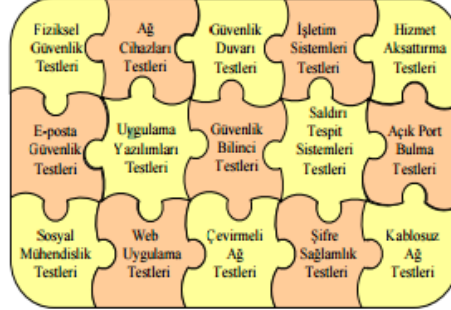 Fiziksel
Güvenlik
Testleri
Ağ
Cihazları
Testleri
Güvenlik
Duvarı
Testleri
İşletim
Sistemleri
Testleri
Hizmet
Aksattırma
Testleri
E-posta
Güvenlik
Testleri
Uygulama
Yazılımları
Testleri
Güvenlik
Bilinci
Testleri
Saldırı
Tespit
Sistemleri
Testleri
Açık Port
Bulma
Testleri
Sosyal
Mühendislik
Testleri
Web
Uygulama
Testleri
Çevirmeli
Ağ
Testleri
Şifre
Sağlamlık
Testleri
Kablosuz
Ağ
Testleri